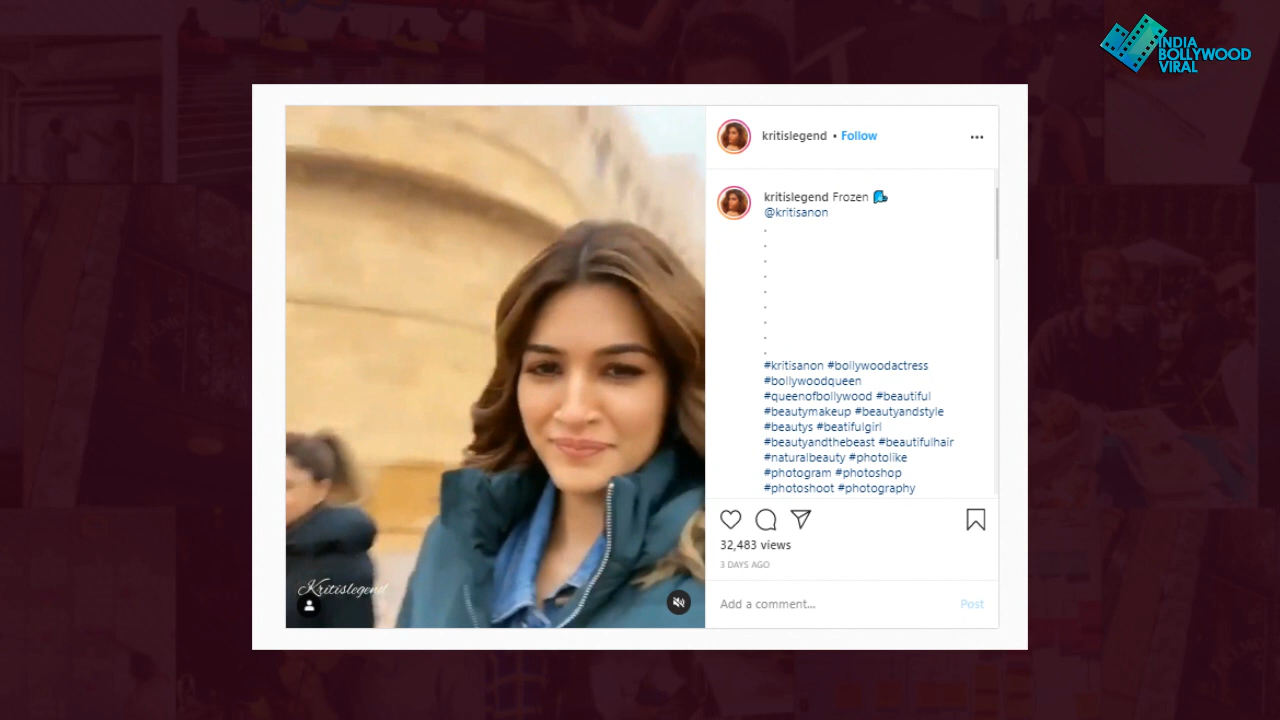 INDIA
BOLLYWOOD
VIRAL
kritislegend • Follow
kritislegend Frozen
@kritisanon
.
.
.
.
.
.
.
.
.
#kritisanon #bollywoodactress
#bollywoodqueen
#queenofbollywood #beautiful
#beautymakeup #beautyandstyle
#beautys #beatifulgirl
#beautyandthebeast #beautifulhair
#naturalbeauty #photolike
#photogram #photoshop
#photoshoot #photography
32,483 views
3 DAYS AGO
Add a comment... Post
Kritislegend